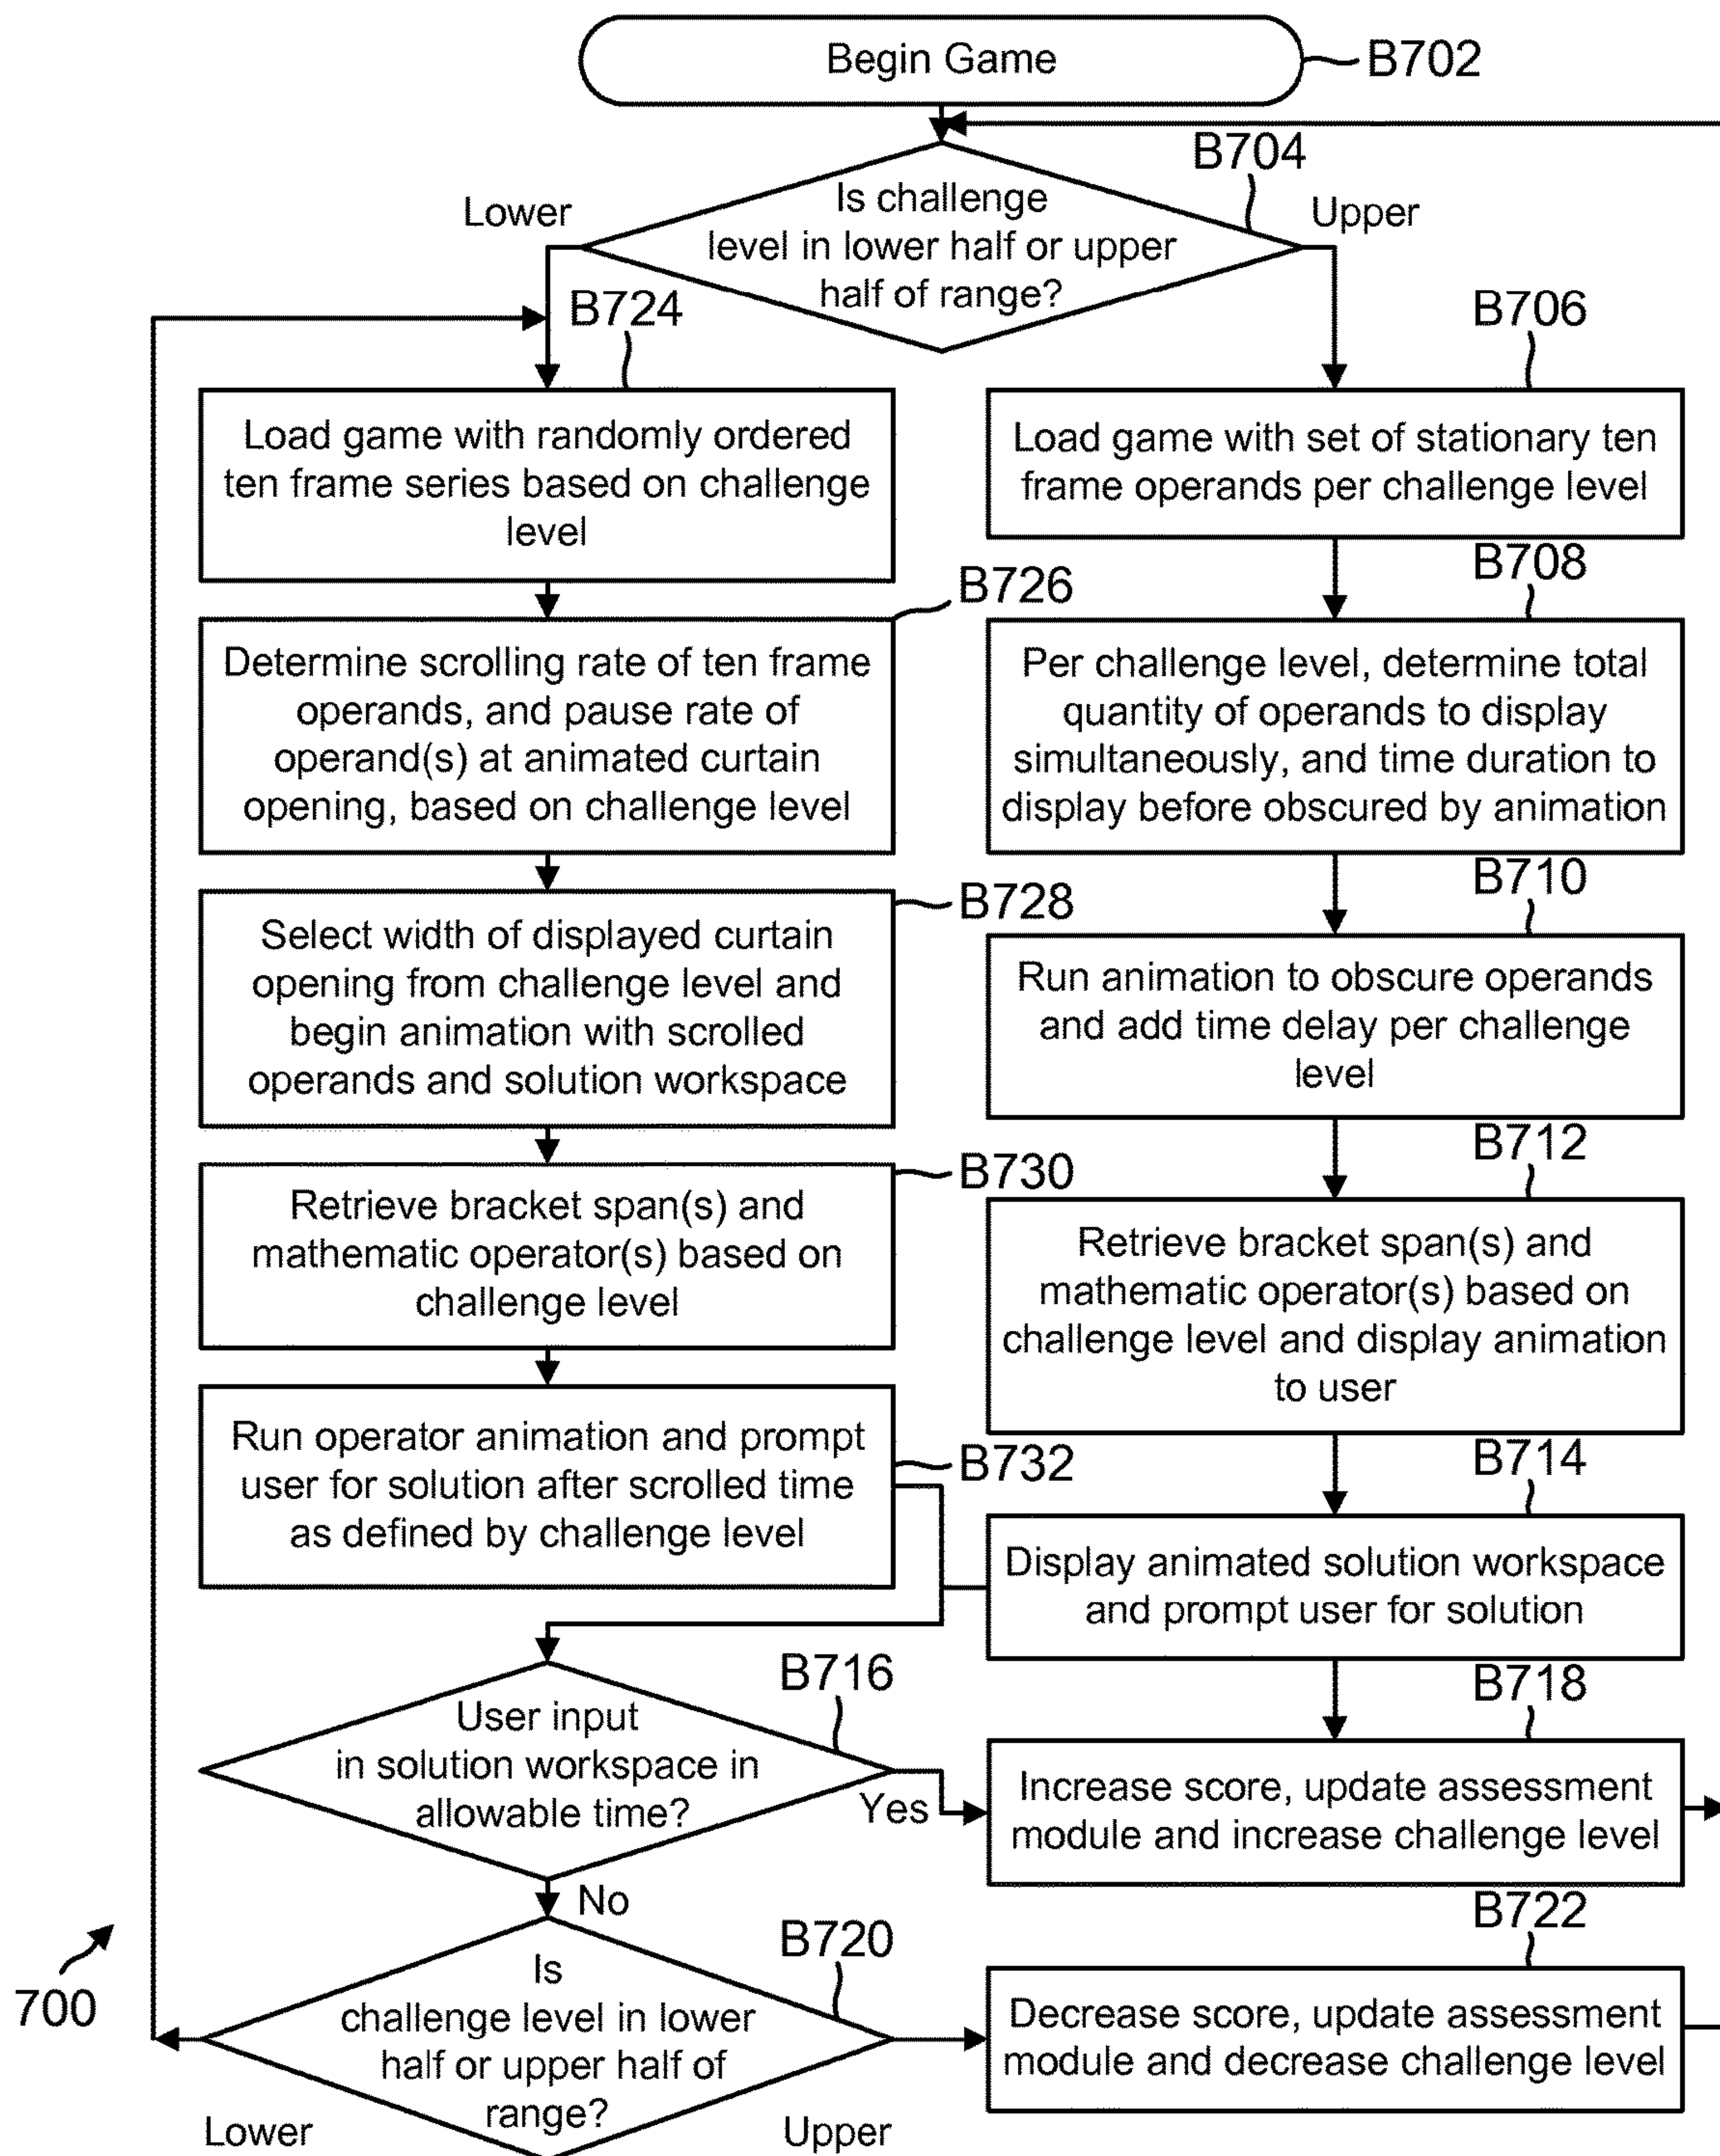 Begin Game
B702
B704
Is challenge
level in lower half or upper
half of range?
Lower
Upper
B724
Load game with randomly ordered
ten frame series based on challenge
level
B706
Load game with set of stationary ten
frame operands per challenge level
B726
Determine scrolling rate of ten frame
operands, and pause rate of
operand(s) at animated curtain
opening, based on challenge level
B708
Per challenge level, determine total
quantity of operands to display
simultaneously, and time duration to
display before obscured by animation
B728
Select width of displayed curtain
opening from challenge level and
begin animation with scrolled
operands and solution workspace
B710
Run animation to obscure operands
and add time delay per challenge
level
B730
Retrieve bracket span(s) and
mathematic operator(s) based on
challenge level
B712
Retrieve bracket span(s) and
mathematic operator(s) based on
challenge level and display animation
to user
B732
Run operator animation and prompt
user for solution after scrolled time
as defined by challenge level
B714
Display animated solution workspace
and prompt user for solution
B716
User input
in solution workspace in
allowable time?
Yes
No
B718
Increase score, update assessment
module and increase challenge level
B720
Is
challenge level in lower
half or upper half of
range?
Lower
Upper
B722
Decrease score, update assessment
module and decrease challenge level
700